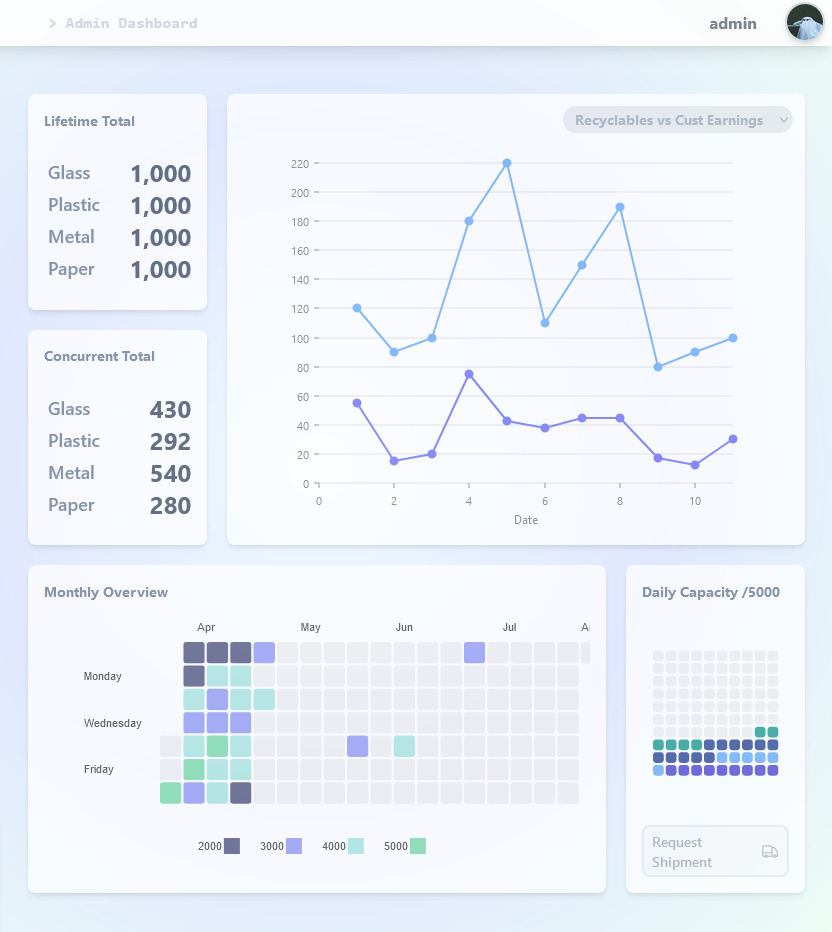 > Admin Dashboard
admin
Lifetime Total
Glass 1,000
Plastic 1,000
Metal 1,000
Paper 1,000
Concurrent Total
Glass 430
Plastic 292
Metal 540
Paper 280
Recyclables vs Cust Earnings
220
200
180
160
140
120
100
80
60
40
20
0
0 2 4 6 8 10
Date
Monthly Overview
Apr May Jun Jul A
Monday
Wednesday
Friday
2000 3000 4000 5000
Daily Capacity /5000
Request
Shipment